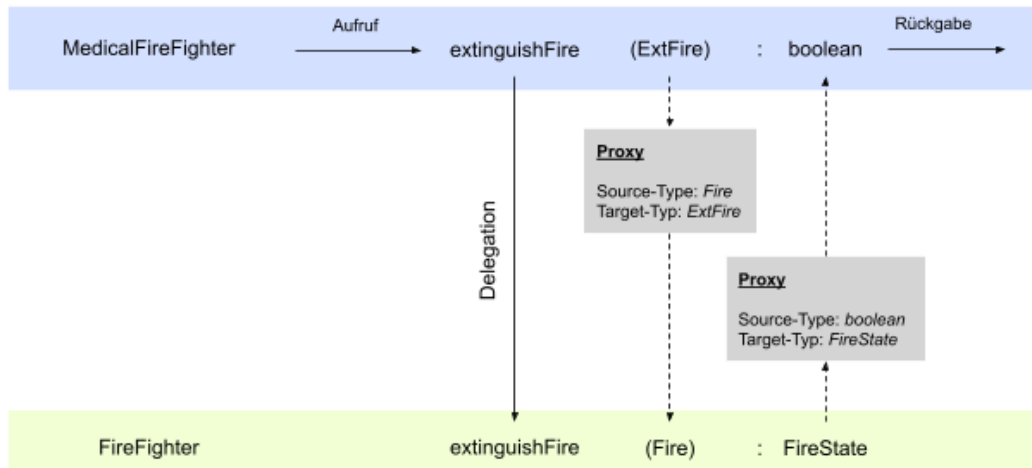 Aufruf
Rückgabe
MedicalFireFighter extinguishFire (ExtFire) : boolean
Proxy
Source-Type: Fire
Target-Typ: ExtFire
Delegation
Proxy
Source-Type: boolean
Target-Typ: FireState
FireFighter extinguishFire (Fire) : FireState